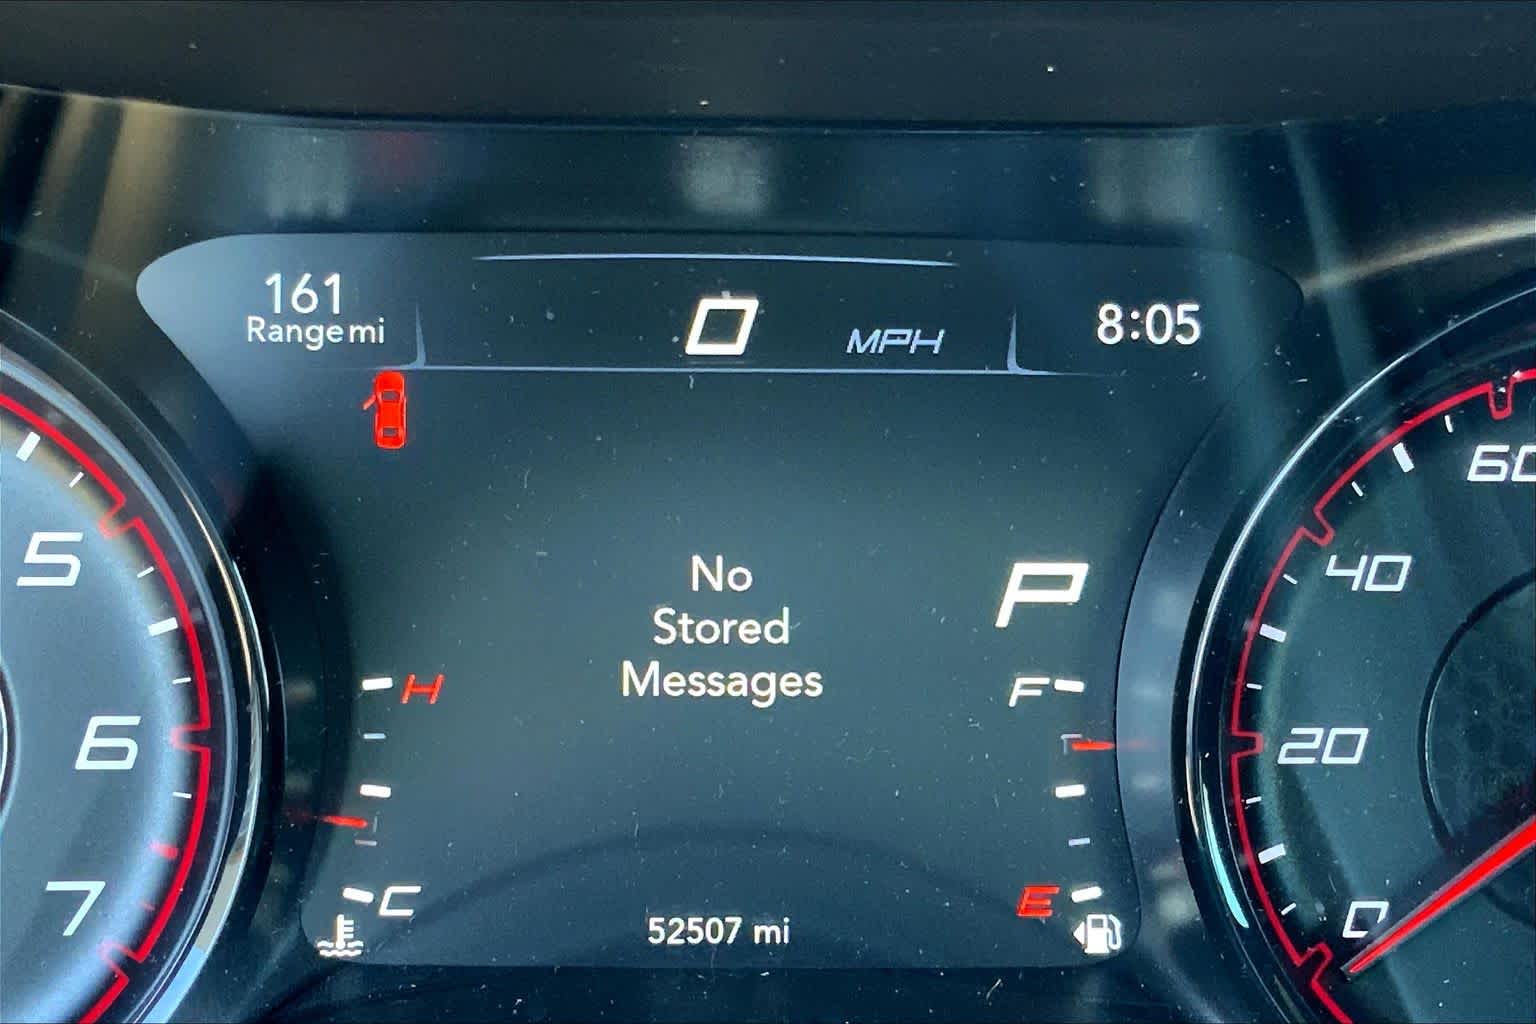 161
Range mi
0 MPH
8:05
No
Stored
Messages
P
H
C
F
E
52507 mi
5
6
7
60
40
20
0